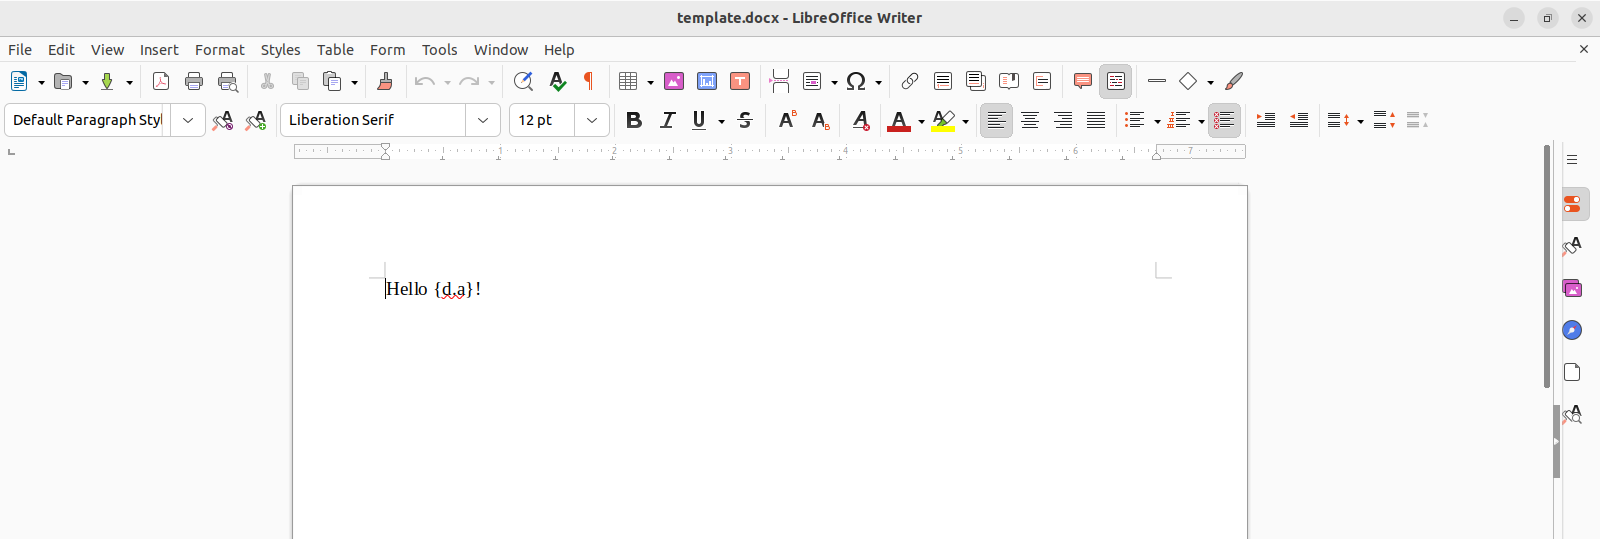 template.docx - LibreOffice Writer
File Edit View Insert Format Styles Table Form Tools Window Help
Default Paragraph Styl Liberation Serif 12 pt
1 2 3 4 5 6 7
Hello {d.a}!